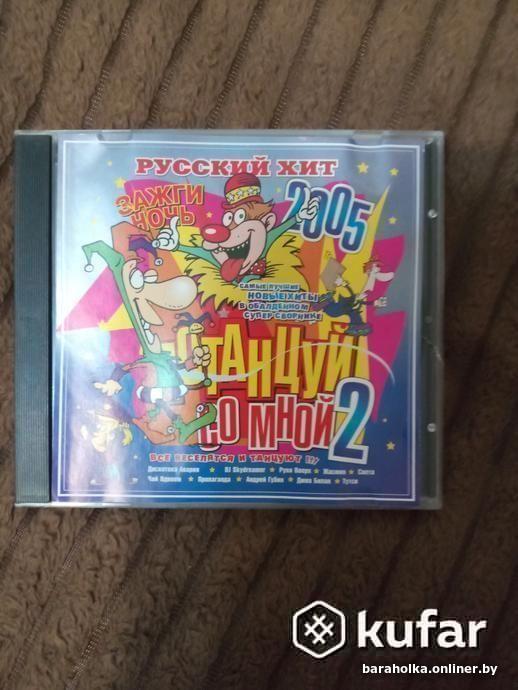 РУССКИЙ ХИТ
ЗАЖГИ
НОЧЬ
2005
САМЫЕ ЛУЧШИЕ
НОВЫЕ ХИТЫ
В ОБАЛДЕННОМ
СУПЕР СБОРНИКЕ
ТАНЦУЙ
СО МНОЙ 2
ВСЕ ВЕСЕЛЯТСЯ И ТАНЦУЮТ !!!
Дискотека Авария ★ DJ Skydreamer ★ Руки Вверх ★ Жасмин ★ Света
Чай Вдвоем ★ Пропаганда ★ Андрей Губин ★ Дима Билан ★ Тутси
kufar
baraholka.onliner.by